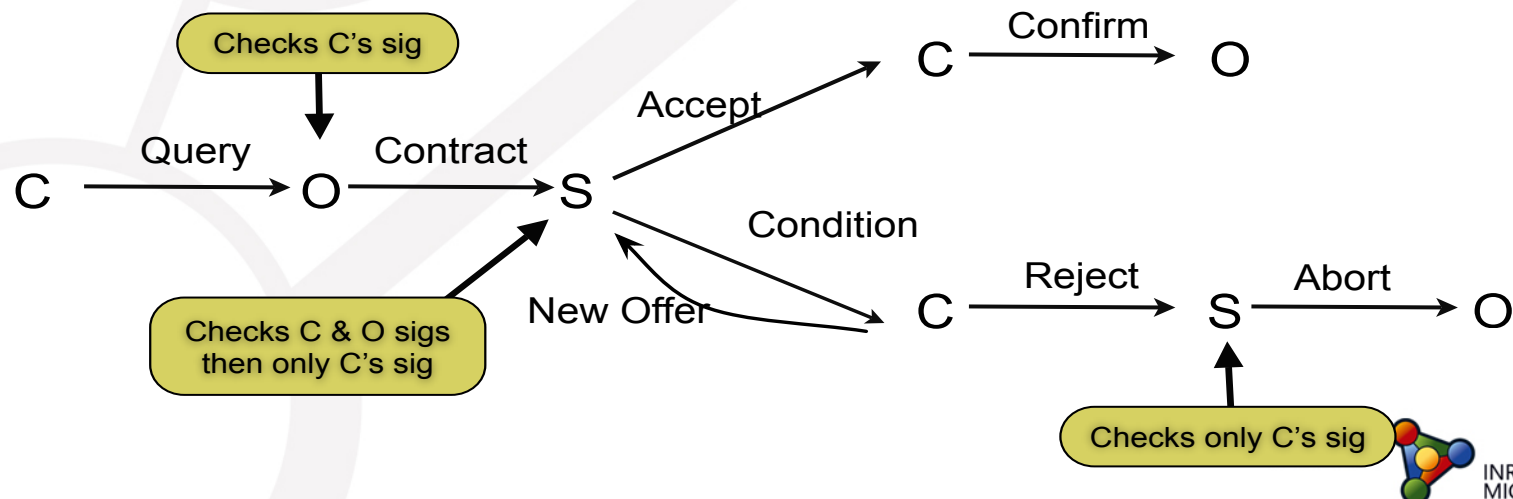 Checks C's sig
C
Confirm
O
Accept
Query
Contract
C
O
S
Condition
New Offer
Reject
Abort
C
S
O
Checks C & O sigs
then only C's sig
Checks only C's sig